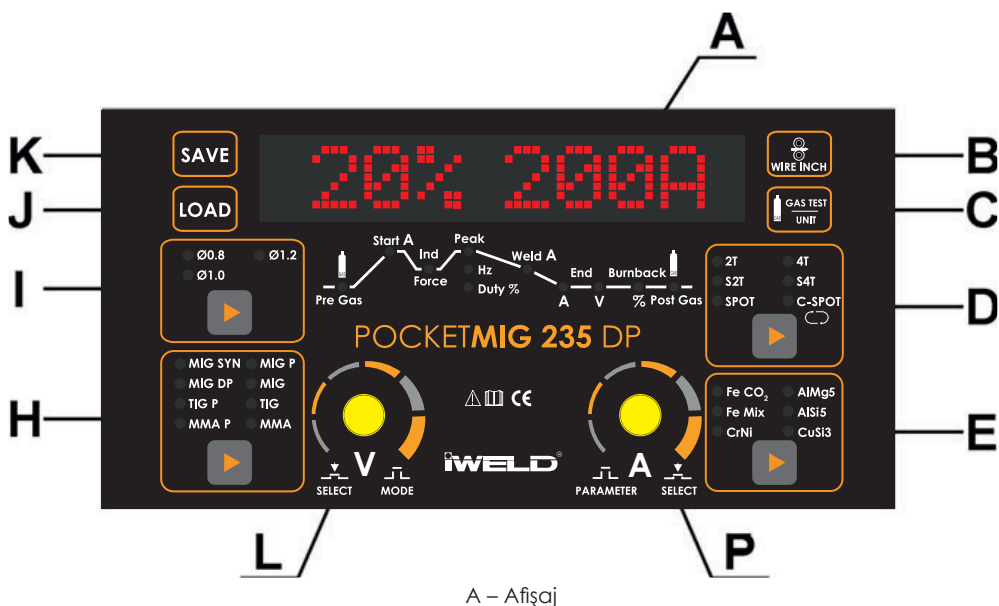 A
K
SAVE
20% 200A
WIRE INCH
B
J
LOAD
GAS TEST
UNIT
C
GAS
Start A
Ind
Force
Peak
Hz
Duty %
Weld A
End
A
V
Burnback
%
GAS
Pre Gas
Post Gas
I
Ø0.8
Ø1.2
Ø1.0
2T
4T
S2T
S4T
SPOT
C-SPOT
D
POCKETMIG 235 DP
H
MIG SYN
MIG P
MIG DP
MIG
TIG P
TIG
MMA P
MMA
V
SELECT
MODE
CE
iWELD®
A
PARAMETER
SELECT
Fe CO₂
AlMg5
Fe Mix
AlSi5
CrNi
CuSi3
E
L
P
A – Afișaj